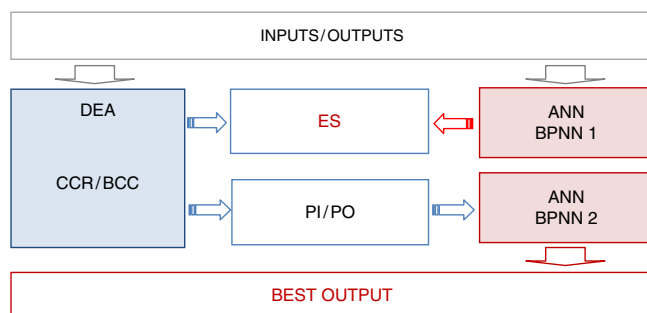 INPUTS/OUTPUTS
DEA
CCR/BCC
ES
ANN
BPNN 1
PI/PO
ANN
BPNN 2
BEST OUTPUT